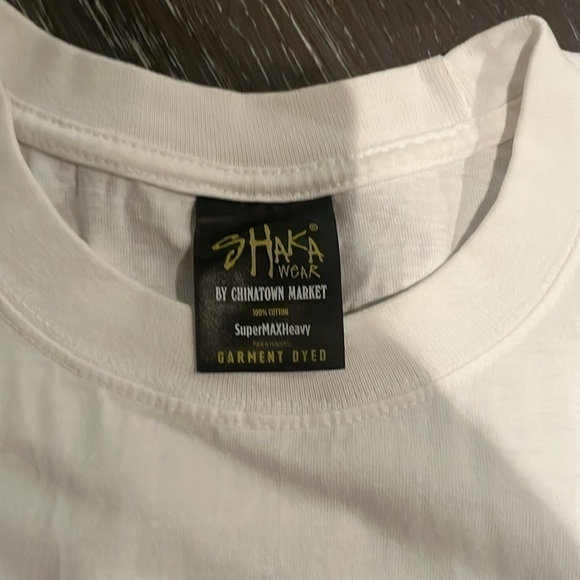 SHAKA®
WEAR
BY CHINATOWN MARKET
100% COTTON
SuperMAXHeavy
GARMENT DYED